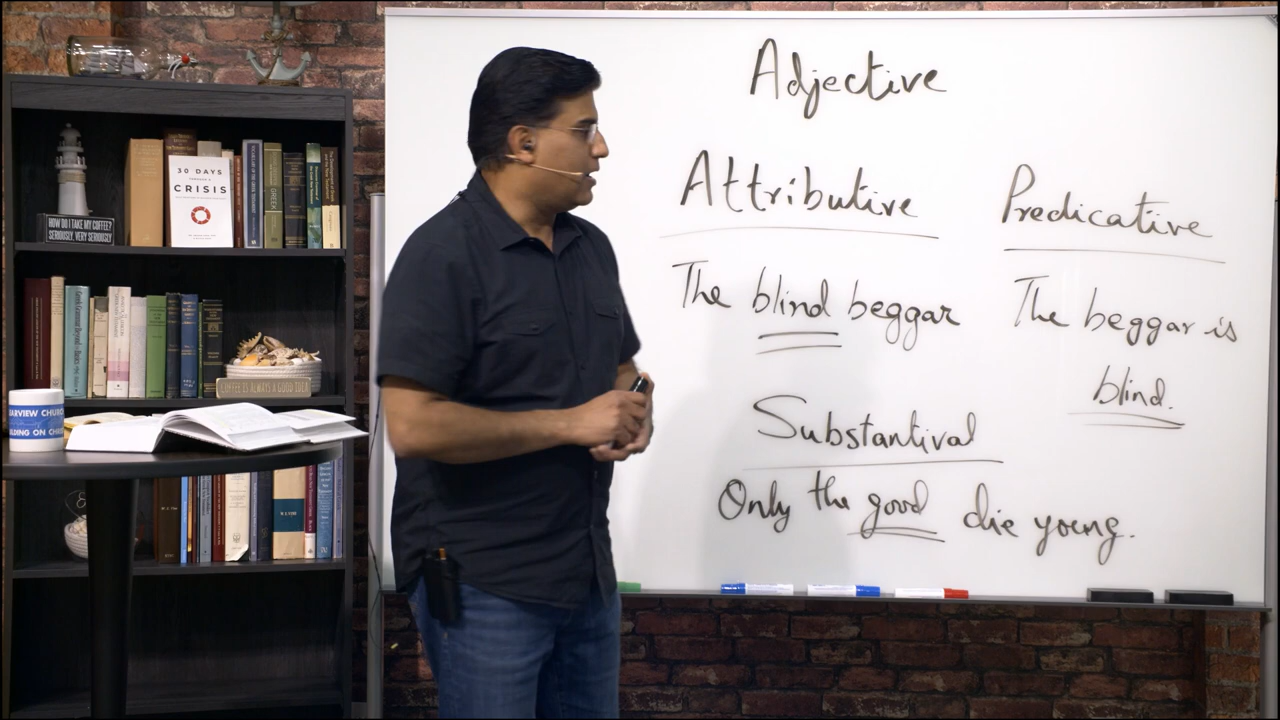 Adjective
Attributive
Predicative
The blind beggar
The beggar is
blind.
Substantival
Only the good die young.
30 DAYS
CRISIS
HOW DO I TAKE MY COFFEE?
SERIOUSLY, VERY SERIOUSLY
GREEK
COFFEE IS ALWAYS A GOOD IDEA